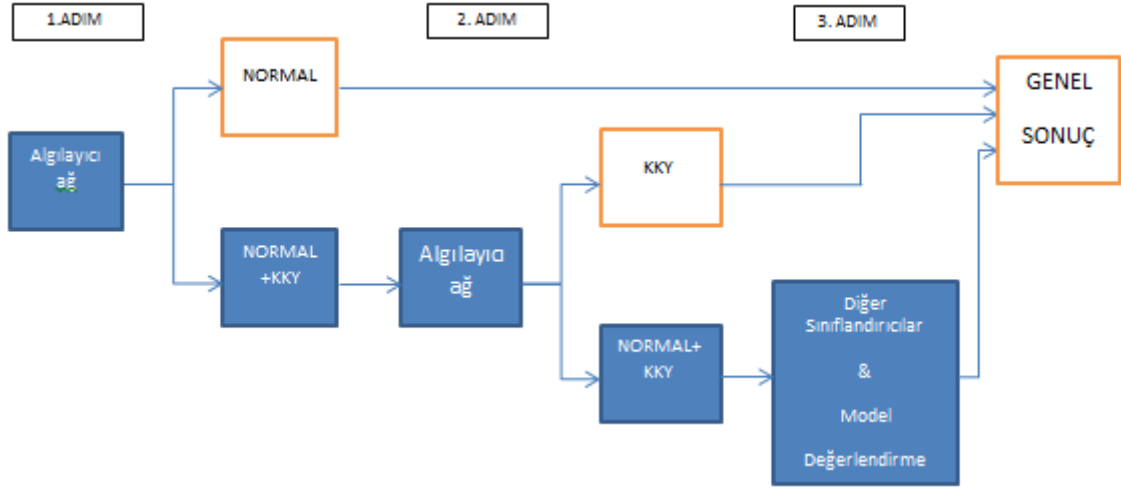 1.ADIM
2. ADIM
3. ADIM
NORMAL
GENEL
SONUÇ
Algılayıcı
ağ
KKY
NORMAL
+KKY
Algılayıcı
ağ
NORMAL+
KKY
Diğer
Sınıflandırıcılar
&
Model
Değerlendirme